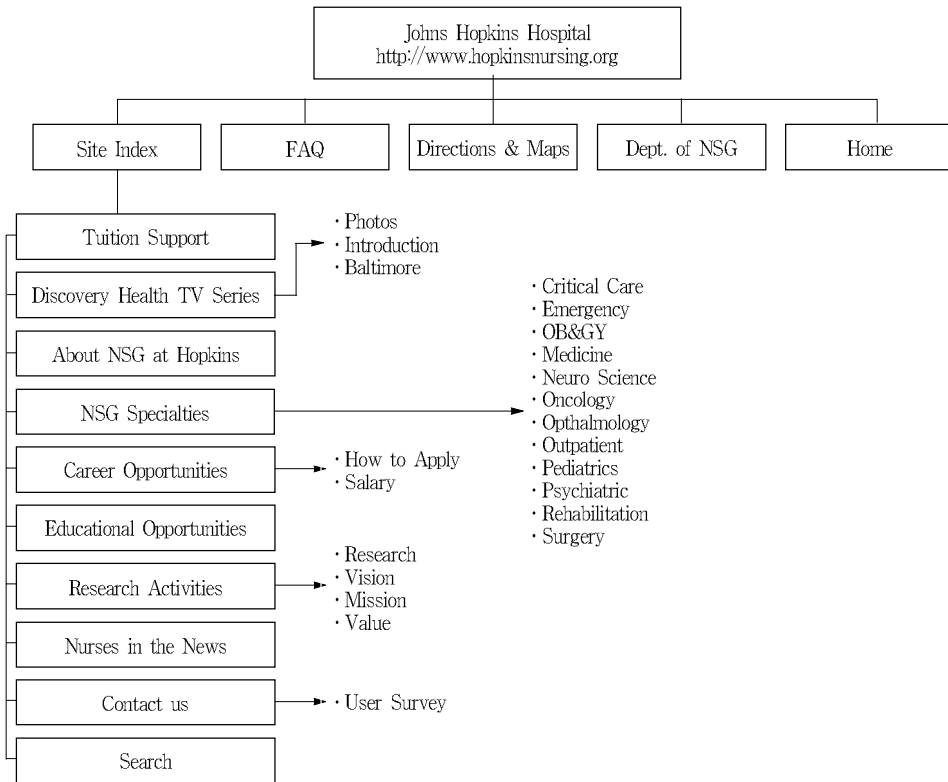 Johns Hopkins Hospital
http://www.hopkinsnursing.org
Site Index
FAQ
Directions & Maps
Dept. of NSG
Home
Tuition Support
· Photos
· Introduction
· Baltimore
Discovery Health TV Series
About NSG at Hopkins
NSG Specialties
· Critical Care
· Emergency
· OB&GY
· Medicine
· Neuro Science
· Oncology
· Opthalmology
· Outpatient
· Pediatrics
· Psychiatric
· Rehabilitation
· Surgery
Career Opportunities
· How to Apply
· Salary
Educational Opportunities
Research Activities
· Research
· Vision
· Mission
· Value
Nurses in the News
Contact us
· User Survey
Search